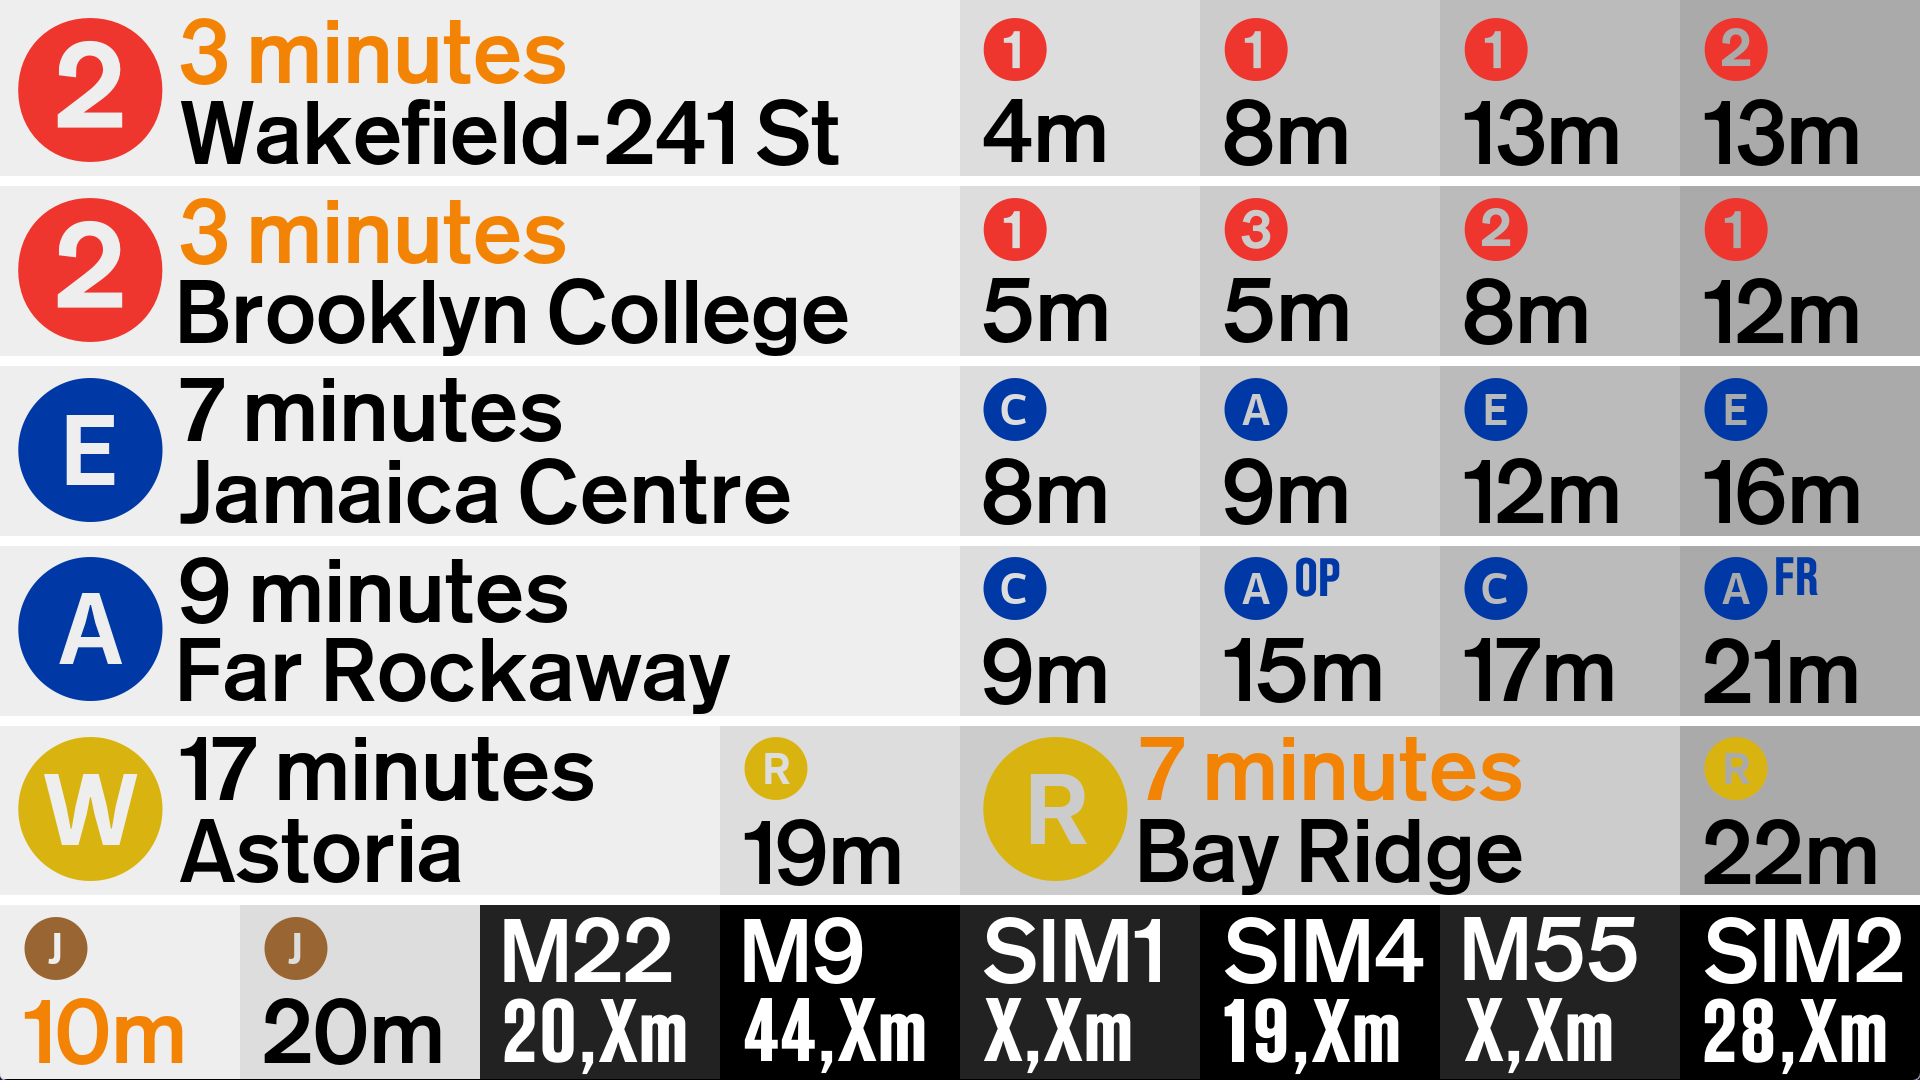 2 3 minutes 1 1 1 2
Wakefield-241 St 4m 8m 13m 13m
2 3 minutes 1 3 2 1
Brooklyn College 5m 5m 8m 12m
E 7 minutes C A E E
Jamaica Centre 8m 9m 12m 16m
A 9 minutes C A OP C A FR
Far Rockaway 9m 15m 17m 21m
W 17 minutes R R 7 minutes R
Astoria 19m Bay Ridge 22m
J J M22 M9 SIM1 SIM4 M55 SIM2
10m 20m 20,Xm 44,Xm X,Xm 19,Xm X,Xm 28,Xm